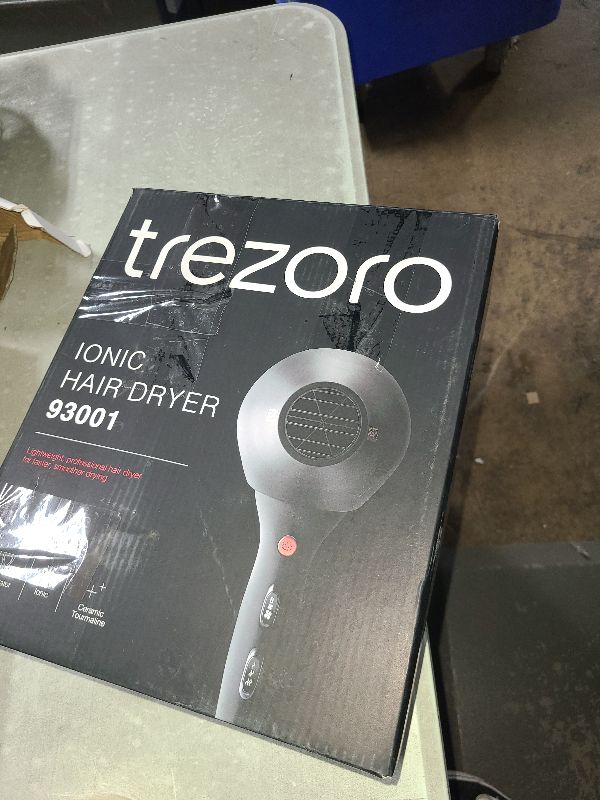 trezoro
IONIC
HAIR DRYER
93001
Lightweight, professional hair dryer
for faster, smoother drying
Ionic
Ceramic
Tourmaline